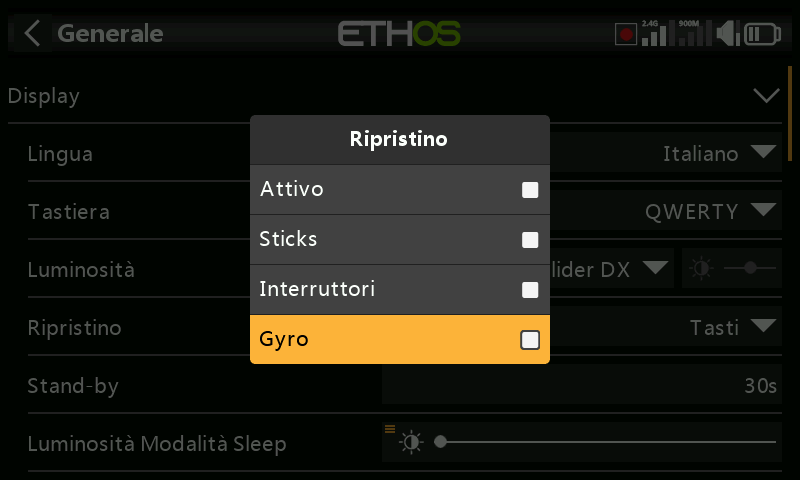 Generale
ETHOS
2.4G
900M
Display
Lingua
Italiano
Tastiera
QWERTY
Luminosità
lider DX
Ripristino
Tasti
Stand-by
30s
Luminosità Modalità Sleep
Ripristino
Attivo
Sticks
Interruttori
Gyro